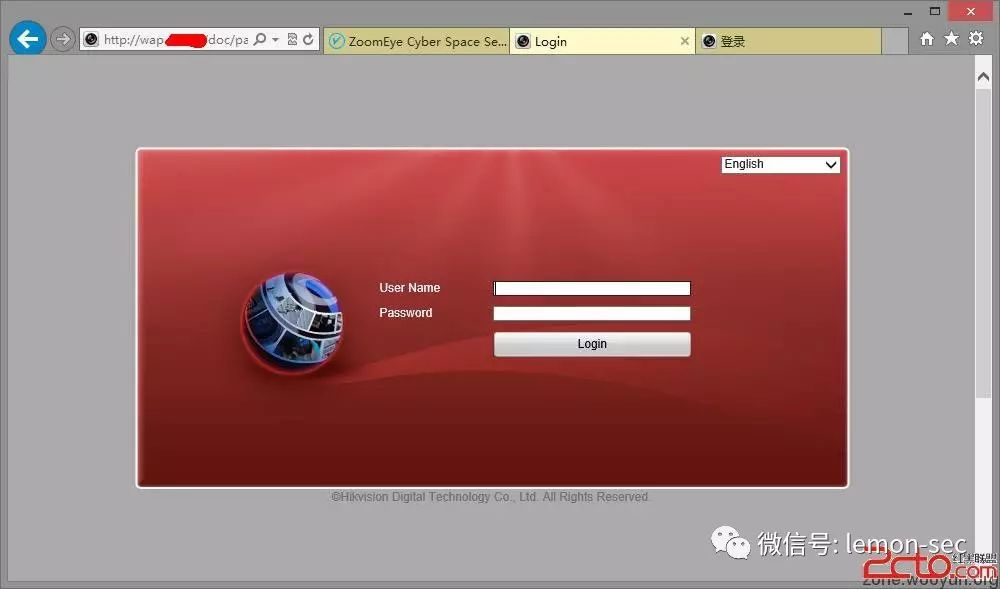 http://wap.
doc/pa
ZoomEye Cyber Space Se...
Login
登录
English
User Name
Password
Login
©Hikvision Digital Technology Co., Ltd. All Rights Reserved.
微信号: lemon-sec
红黑联盟
2cto.com
zone.wooyun.org